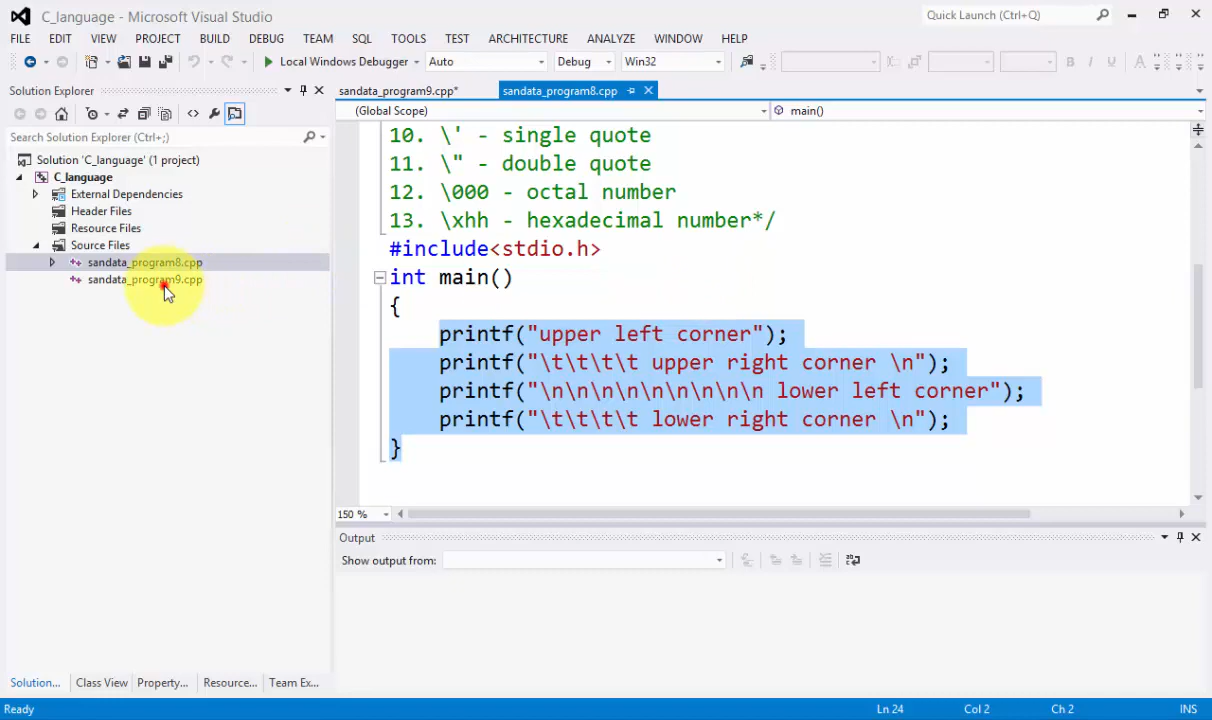 C_language - Microsoft Visual Studio
Quick Launch (Ctrl+Q)
FILE EDIT VIEW PROJECT BUILD DEBUG TEAM SQL TOOLS TEST ARCHITECTURE ANALYZE WINDOW HELP
Local Windows Debugger Auto Debug Win32
Solution Explorer
sandata_program9.cpp* sandata_program8.cpp
(Global Scope) main()
Search Solution Explorer (Ctrl+;)
Solution 'C_language' (1 project)
C_language
External Dependencies
Header Files
Resource Files
Source Files
sandata_program8.cpp
sandata_program9.cpp
10. \' - single quote
11. \" - double quote
12. \000 - octal number
13. \xhh - hexadecimal number*/
#include<stdio.h>
int main()
{
printf("upper left corner");
printf("\t\t\t\t upper right corner \n");
printf("\n\n\n\n\n\n\n\n\n lower left corner");
printf("\t\t\t\t lower right corner \n");
}
150 %
Output
Show output from:
Solution... Class View Property... Resource... Team Ex...
Ready Ln 24 Col 2 Ch 2 INS